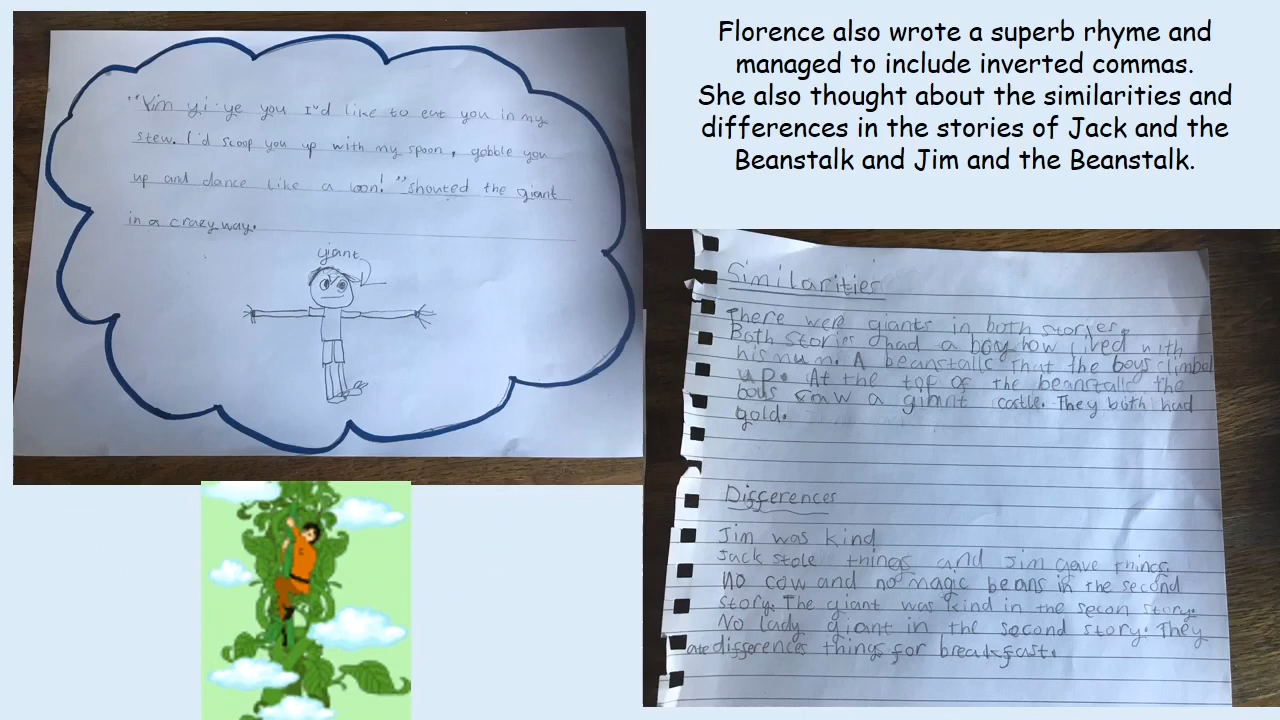 Florence also wrote a superb rhyme and
managed to include inverted commas.
She also thought about the similarities and
differences in the stories of Jack and the
Beanstalk and Jim and the Beanstalk.
"Yim yi ye you I'd like to eat you in my
stew. I'd scoop you up with my spoon, gobble you
up and dance like a loon!" shouted the giant
in a crazy way.
giant
Similarities
There were giants in both stories.
Both stories had a boy how lived with
his mum. A beanstalk that the boys climbed
up. At the top of the beanstalk the
boys saw a giant castle. They both had
gold.
Differences
Jim was kind
Jack stole things and Jim gave things.
No cow and no magic beans in the second
story. The giant was kind in the secon story.
No lady giant in the second story. They
ate differences things for breakfast.